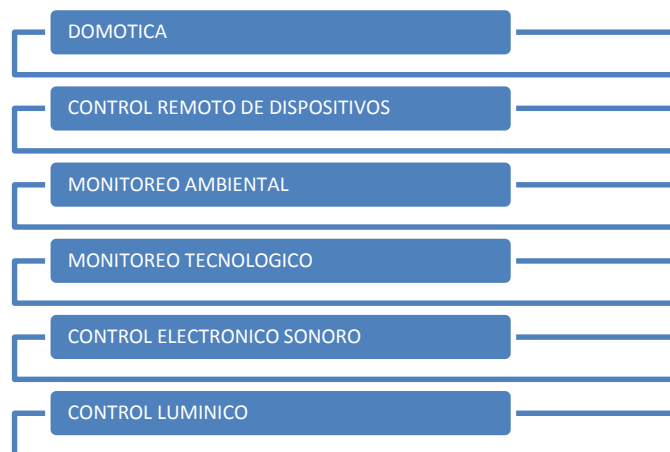 DOMOTICA
CONTROL REMOTO DE DISPOSITIVOS
MONITOREO AMBIENTAL
MONITOREO TECNOLOGICO
CONTROL ELECTRONICO SONORO
CONTROL LUMINICO